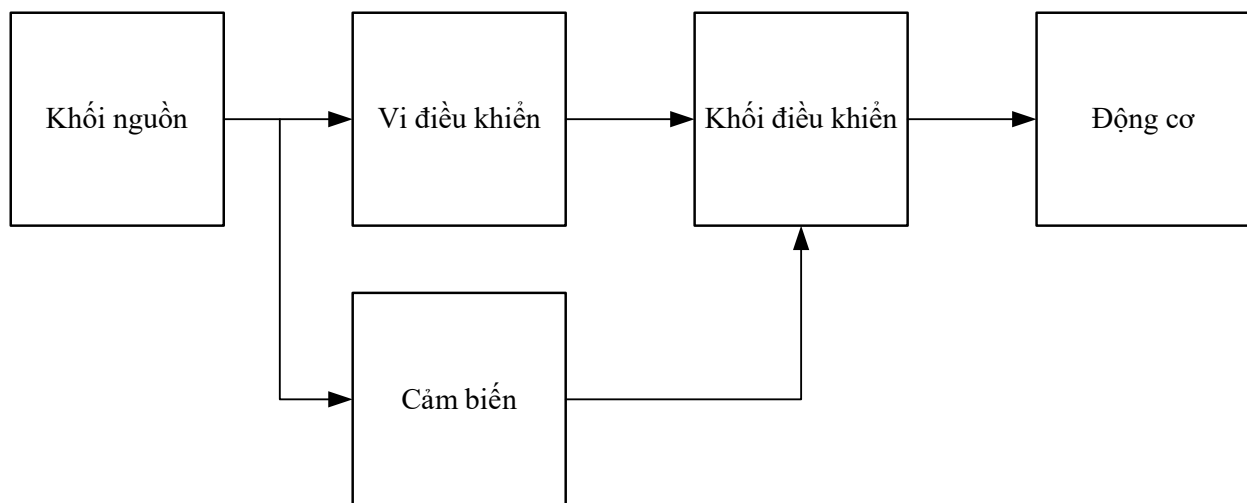 Khối nguồn
Vi điều khiển
Khối điều khiển
Động cơ
Cảm biến